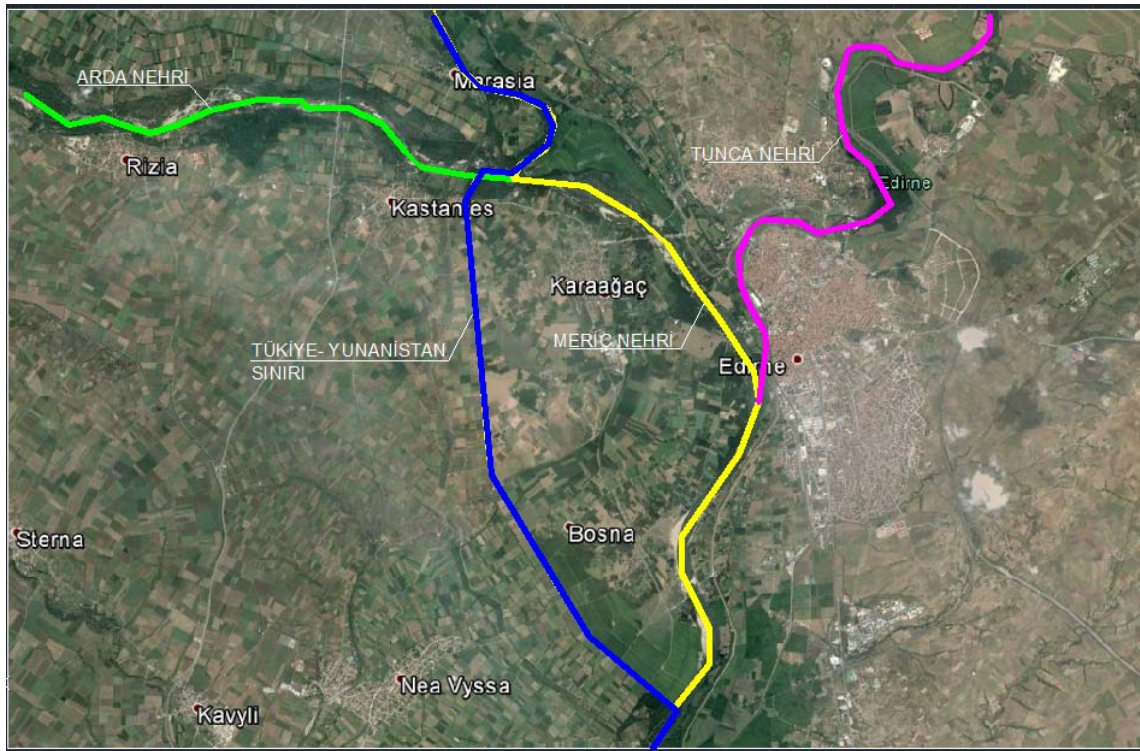 ARDA NEHRİ
Marasia
Rizia
TUNCA NEHRİ
Edirne
Kastanies
Karaağaç
MERİÇ NEHRİ
TÜKİYE- YUNANİSTAN
SINIRI
Edirne
Bosna
Sterna
Nea Vyssa
Kavyli